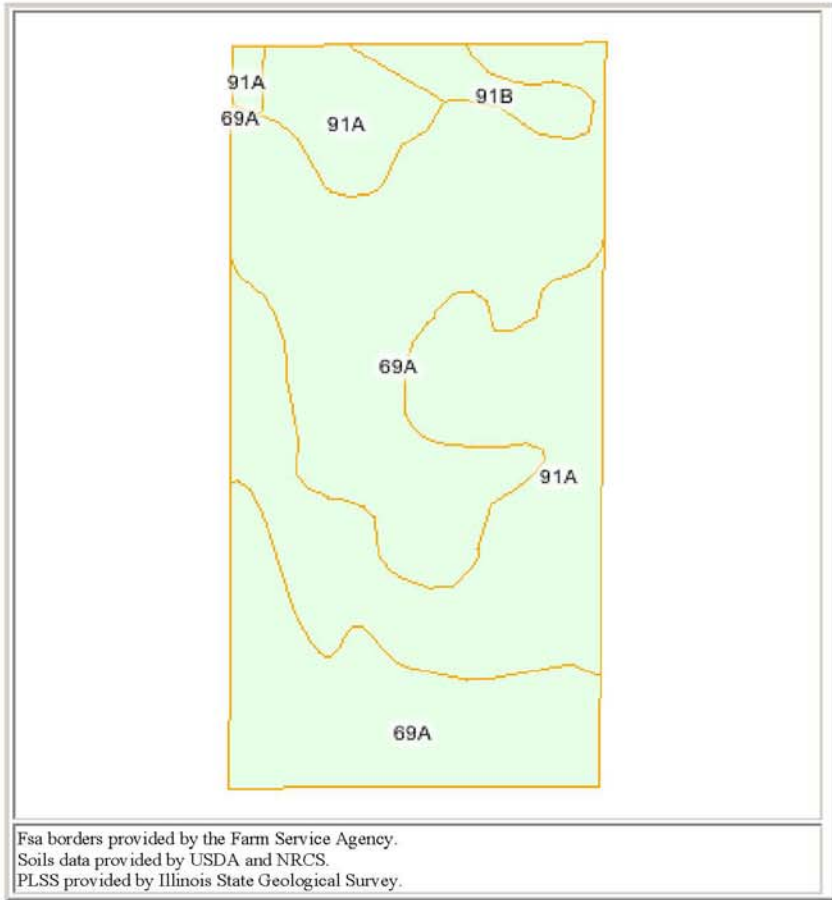 91A
91B
69A
91A
69A
91A
69A
Fsa borders provided by the Farm Service Agency.
Soils data provided by USDA and NRCS.
PLSS provided by Illinois State Geological Survey.